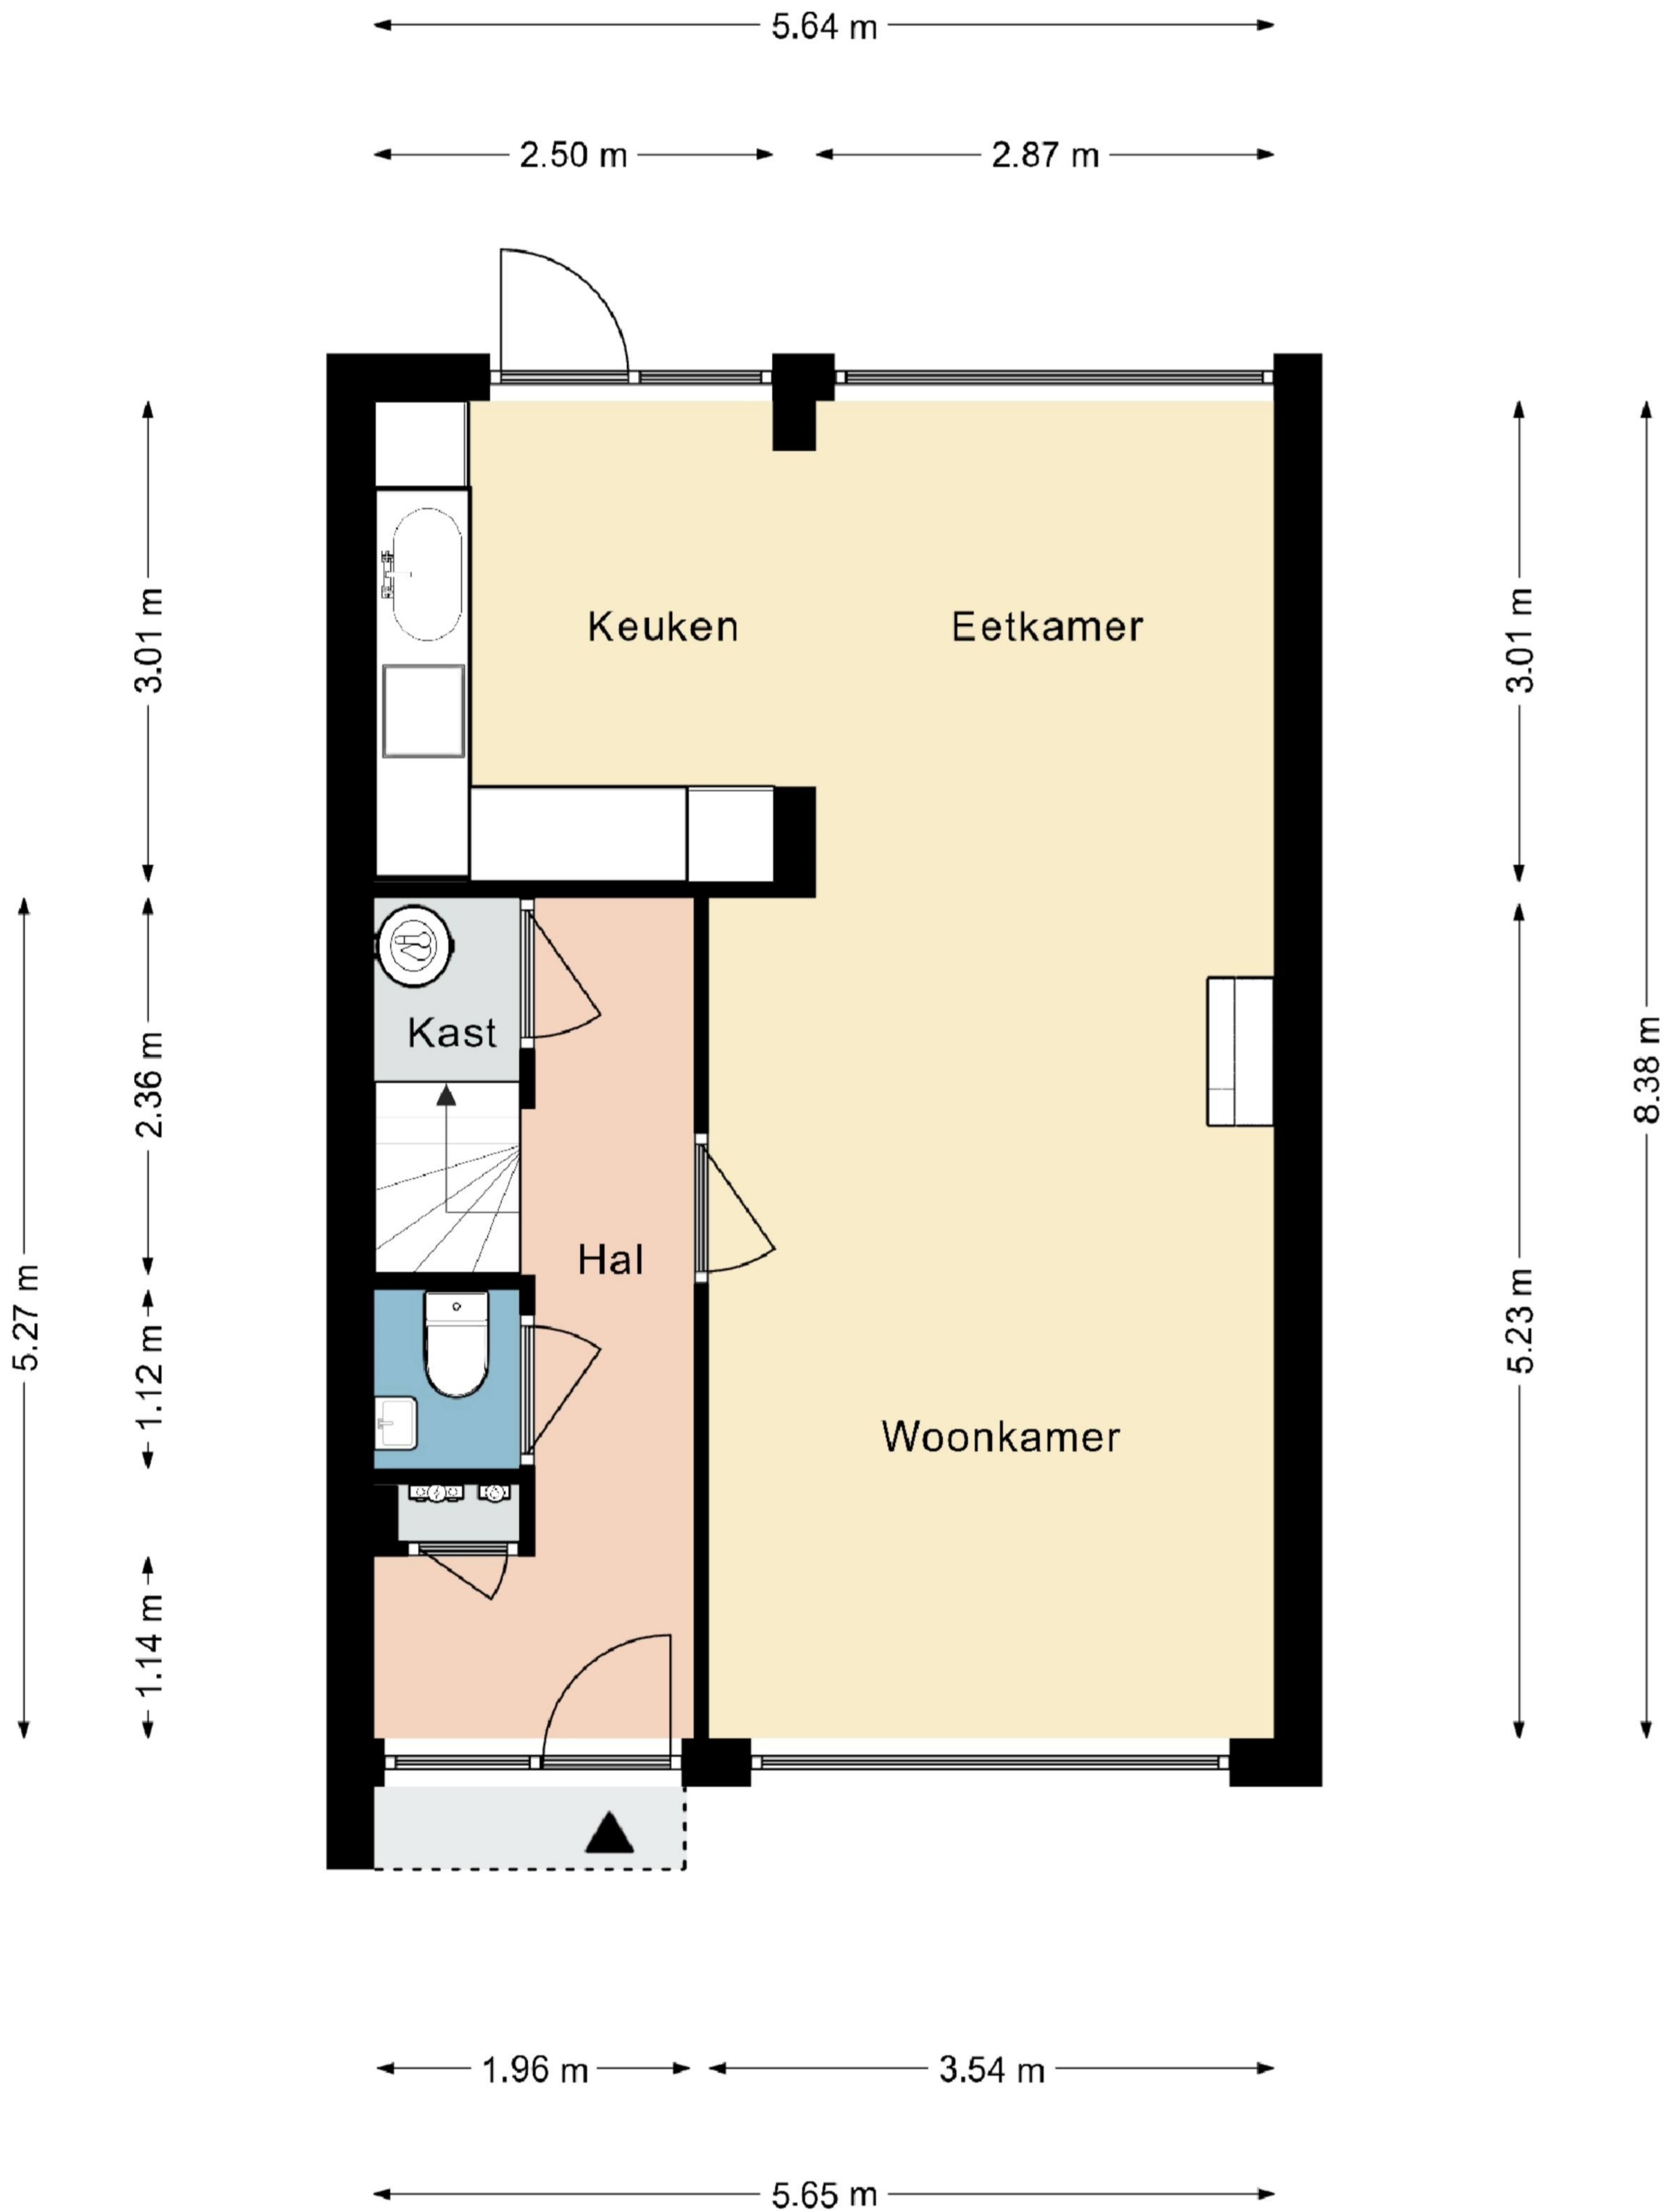 5.64 m
2.50 m
2.87 m
3.01 m
Keuken
Eetkamer
3.01 m
Kast
2.36 m
8.38 m
5.27 m
Hal
5.23 m
1.12 m
Woonkamer
1.14 m
1.96 m
3.54 m
5.65 m